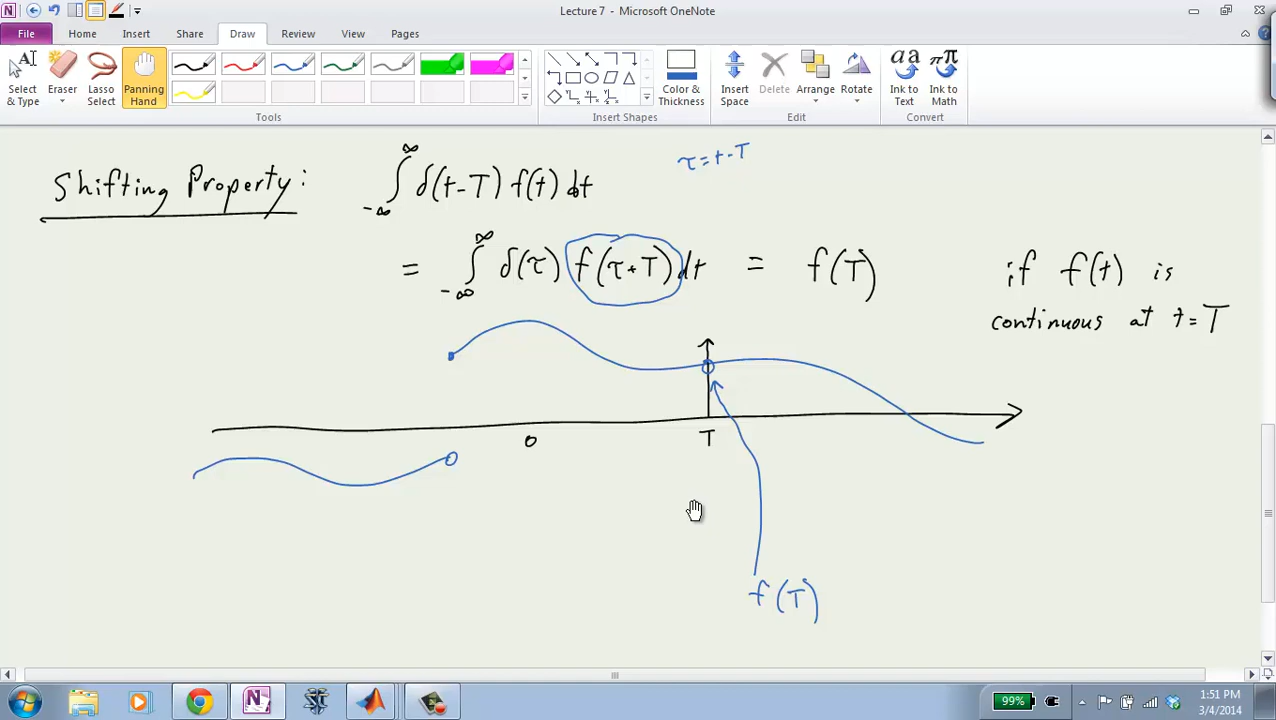 Lecture 7 - Microsoft OneNote
File Home Insert Share Draw Review View Pages
Select & Type
Eraser
Lasso Select
Panning Hand
Color & Thickness
Insert Space
Delete
Arrange
Rotate
Ink to Text
Ink to Math
Tools
Insert Shapes
Edit
Convert
τ=t-T
Shifting Property: ∫_{-∞}^{∞} δ(t-T) f(t) dt
= ∫_{-∞}^{∞} δ(τ) f(τ+T) dt = f(T) if f(t) is
continuous at t=T
0 T
f(T)
99%
1:51 PM
3/4/2014